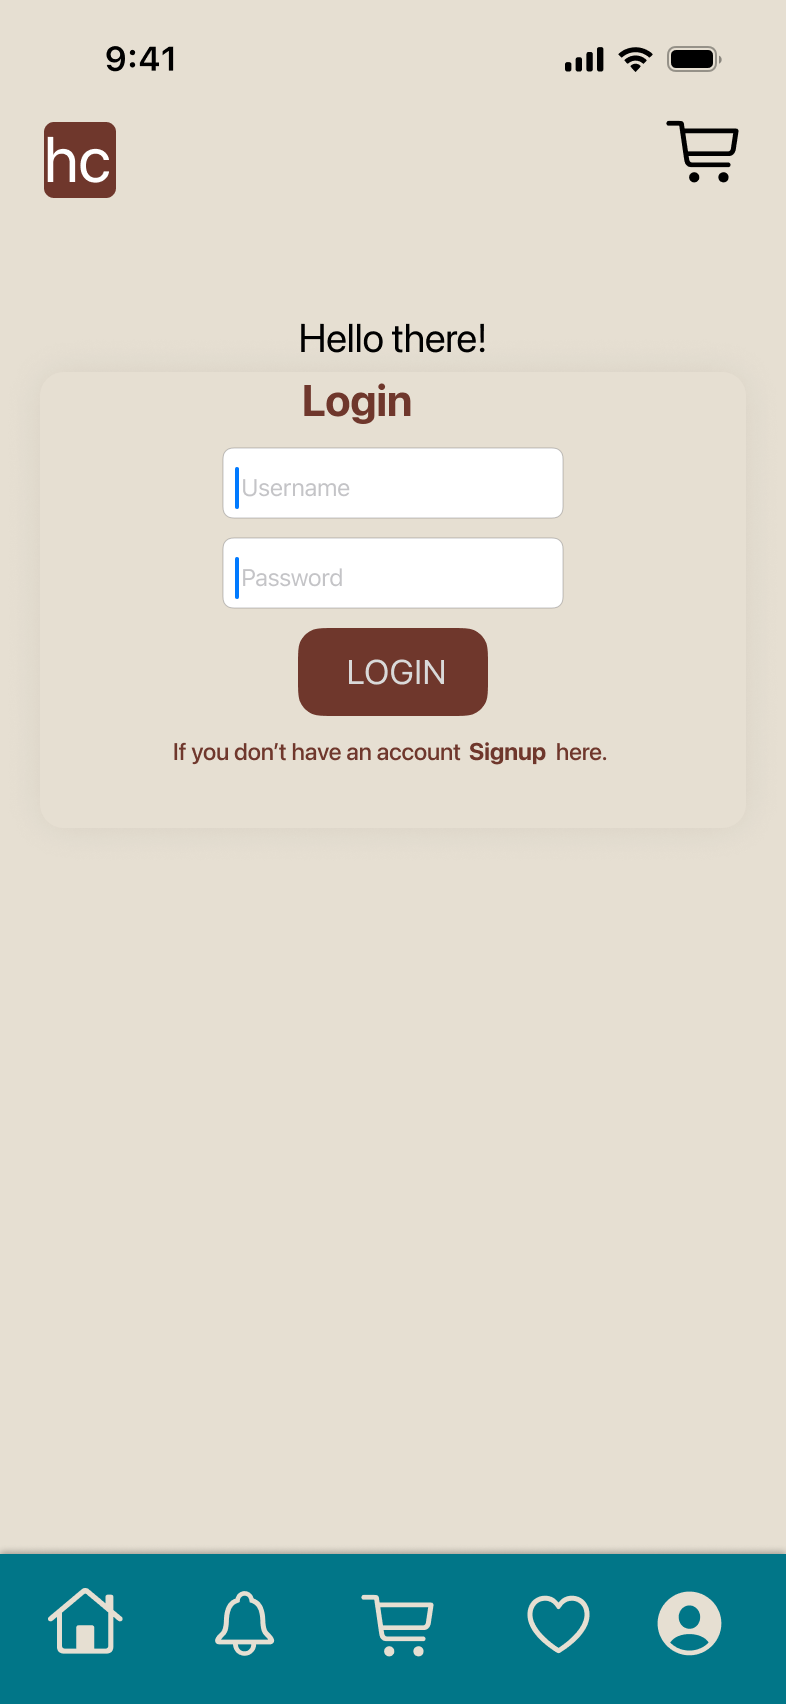 9:41
hc
Hello there!
Login
Username
Password
LOGIN
If you don’t have an account Signup here.